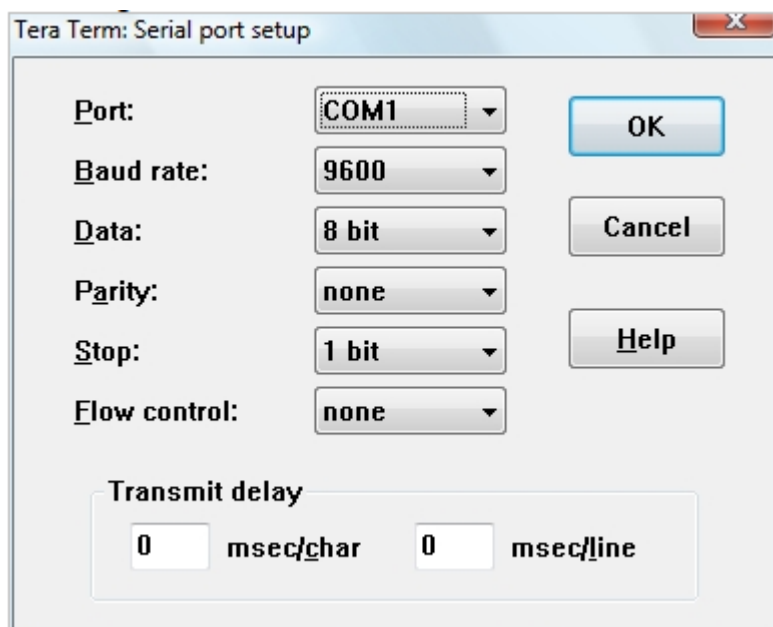 Tera Term: Serial port setup
Port: COM1 OK
Baud rate: 9600
Data: 8 bit Cancel
Parity: none
Stop: 1 bit Help
Flow control: none
Transmit delay
0 msec/char 0 msec/line